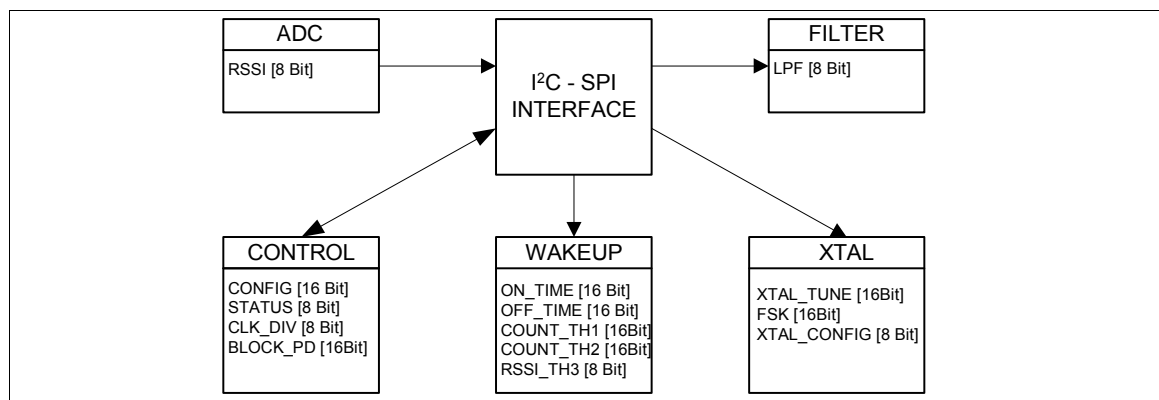 ADC
RSSI [8 Bit]
I²C - SPI
INTERFACE
FILTER
LPF [8 Bit]
CONTROL
CONFIG [16 Bit]
STATUS [8 Bit]
CLK_DIV [8 Bit]
BLOCK_PD [16Bit]
WAKEUP
ON_TIME [16 Bit]
OFF_TIME [16 Bit]
COUNT_TH1 [16Bit]
COUNT_TH2 [16Bit]
RSSI_TH3 [8 Bit]
XTAL
XTAL_TUNE [16Bit]
FSK [16Bit]
XTAL_CONFIG [8 Bit]